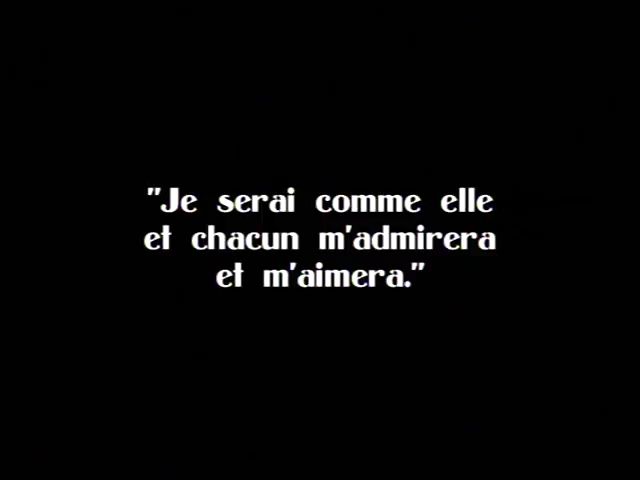 "Je serai comme elle
et chacun m'admirera
et m'aimera."